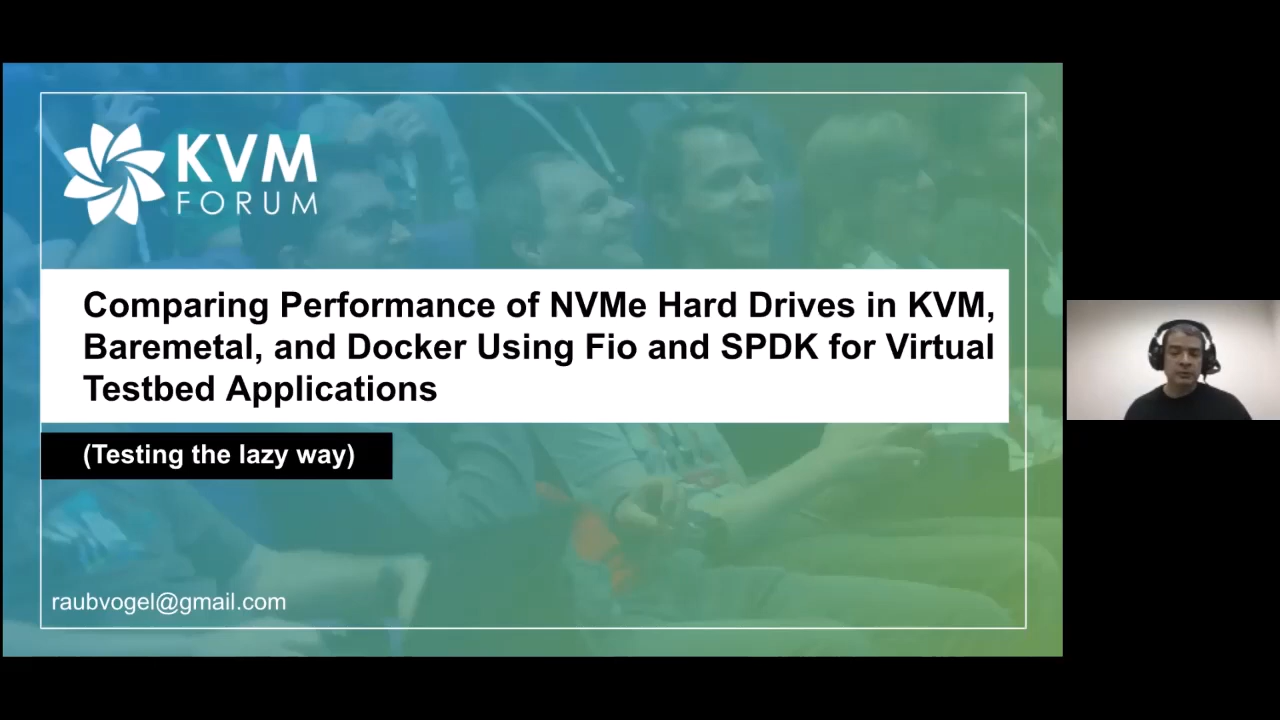 KVM
FORUM
Comparing Performance of NVMe Hard Drives in KVM,
Baremetal, and Docker Using Fio and SPDK for Virtual
Testbed Applications
(Testing the lazy way)
raubvogel@gmail.com